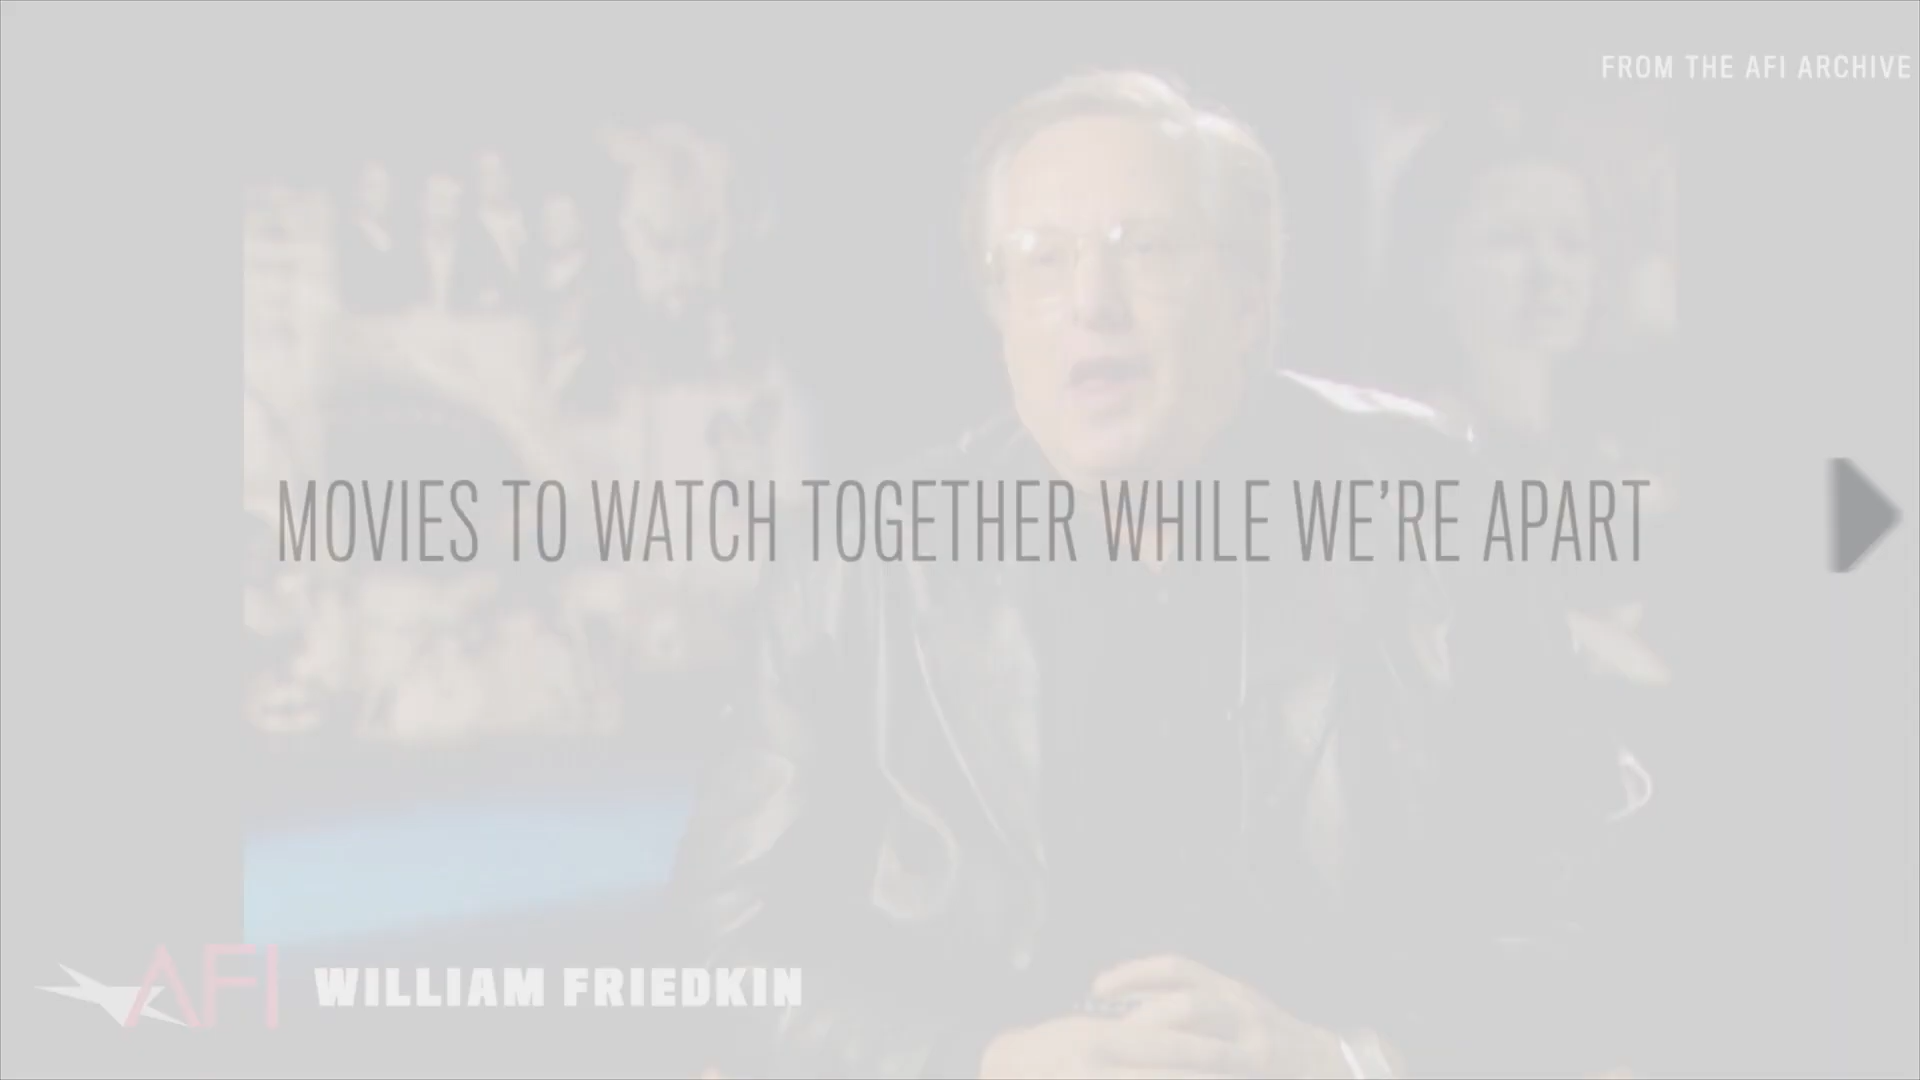 FROM THE AFI ARCHIVE
MOVIES TO WATCH TOGETHER WHILE WE'RE APART
AFI WILLIAM FRIEDKIN